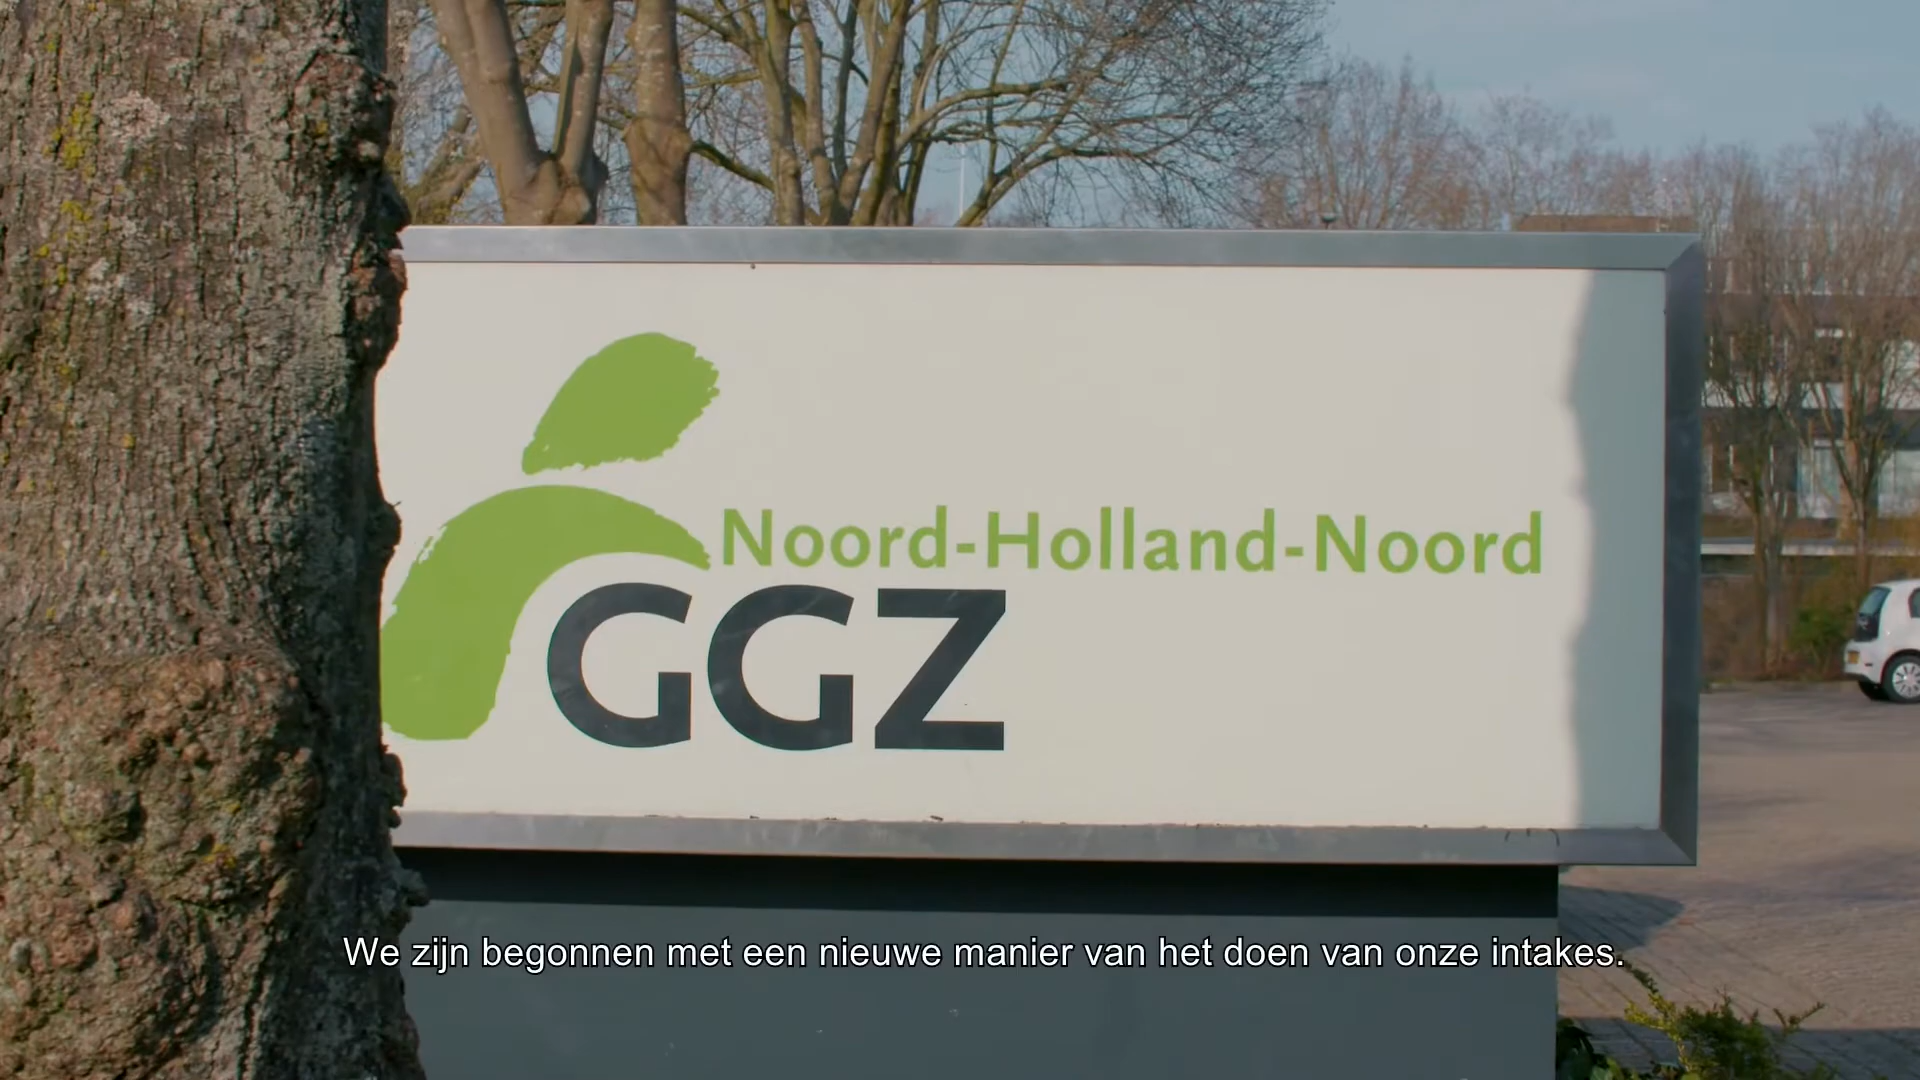 Noord-Holland-Noord
GGZ
We zijn begonnen met een nieuwe manier van het doen van onze intakes.